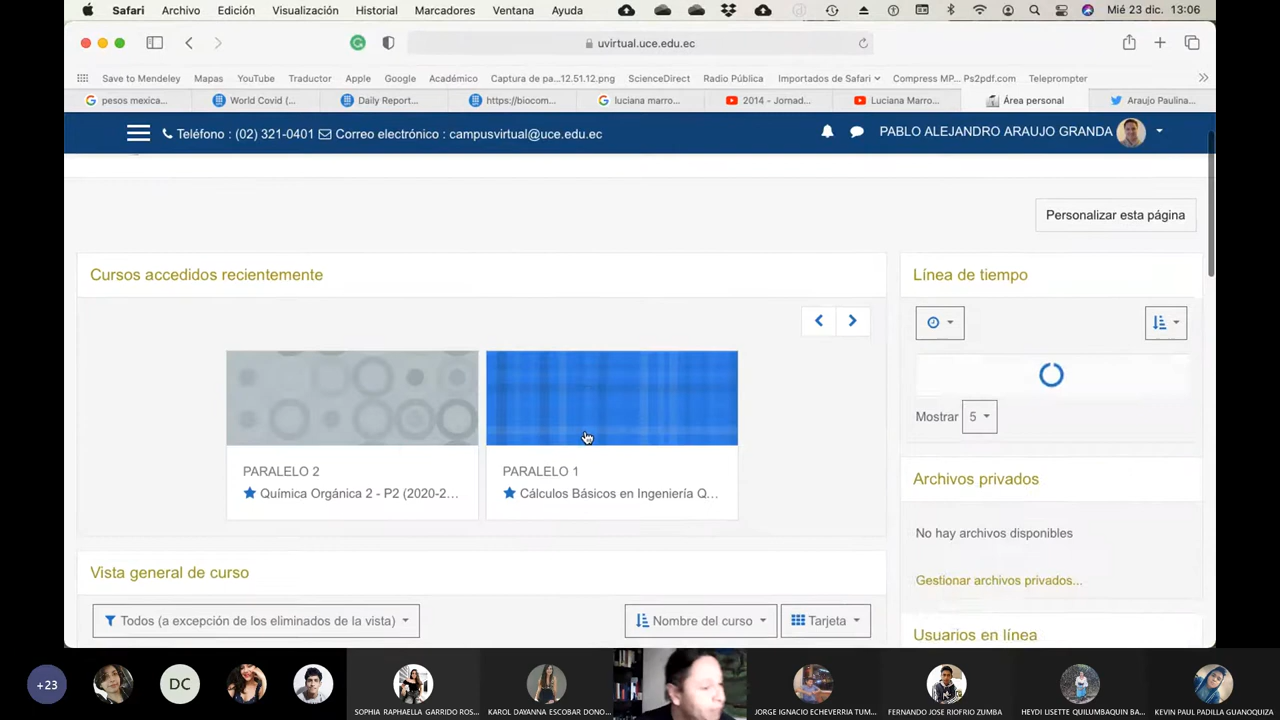 Safari Archivo Edición Visualización Historial Marcadores Ventana Ayuda Mié 23 dic. 13:06
uvirtual.uce.edu.ec
Save to Mendeley Mapas YouTube Traductor Apple Google Académico Captura de pa...12.51.12.png ScienceDirect Radio Pública Importados de Safari Compress MP... Ps2pdf.com Teleprompter
pesos mexica... World Covid (... Daily Report... https://biocom... luciana marro... 2014 - Jornad... Luciana Marro... Área personal Araujo Paulina...
Teléfono : (02) 321-0401 Correo electrónico : campusvirtual@uce.edu.ec PABLO ALEJANDRO ARAUJO GRANDA
Personalizar esta página
Cursos accedidos recientemente
PARALELO 2
Química Orgánica 2 - P2 (2020-2...
PARALELO 1
Cálculos Básicos en Ingeniería Q...
Vista general de curso
Todos (a excepción de los eliminados de la vista) Nombre del curso Tarjeta
Línea de tiempo
Mostrar 5
Archivos privados
No hay archivos disponibles
Gestionar archivos privados...
Usuarios en línea
+23 DC
SOPHIA RAPHAELLA GARRIDO ROS... KAROL DAYANNA ESCOBAR DONO... JORGE IGNACIO ECHEVERRIA TUM... FERNANDO JOSE RIOFRIO ZUMBA HEYDI LISETTE QUILUMBAQUIN BA... KEVIN PAUL PADILLA GUANOQUIZA